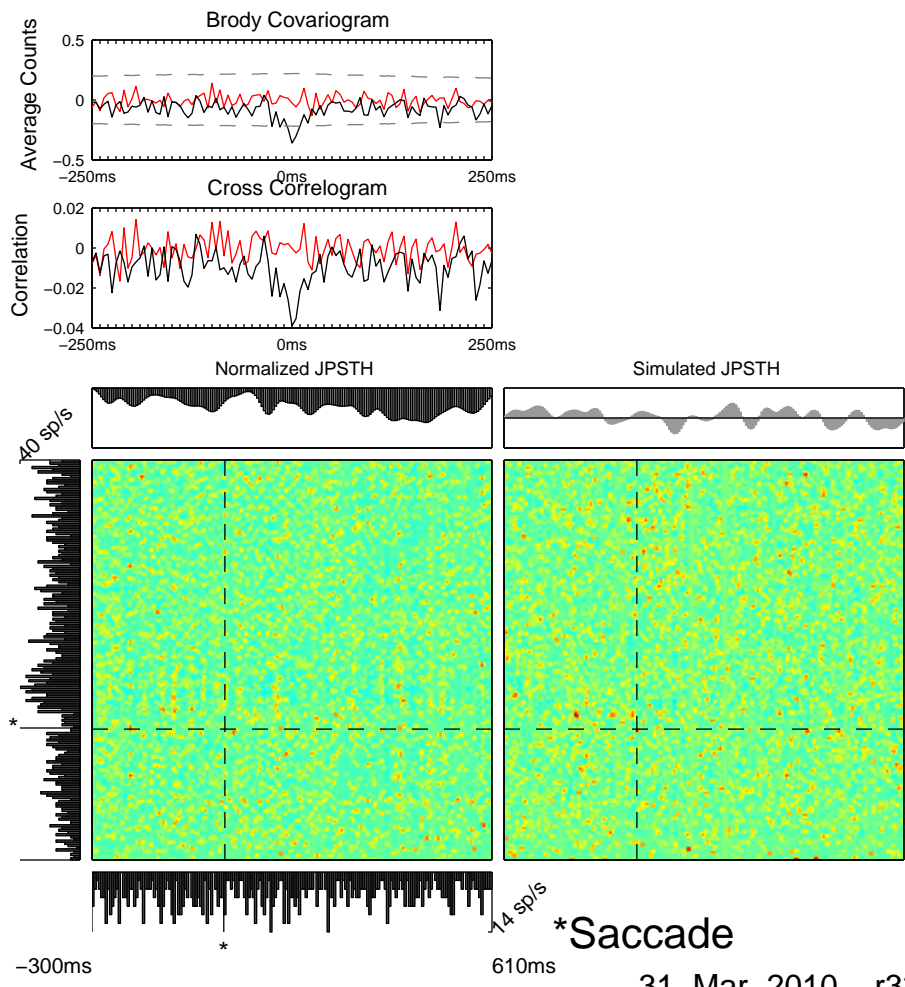 Brody Covariogram
Average Counts
0.5
0
−0.5
−250ms
0ms
250ms
Cross Correlogram
Correlation
0.02
0
−0.02
−0.04
−250ms
0ms
250ms
Normalized JPSTH
Simulated JPSTH
40 sp/s
*
14 sp/s
*
*Saccade
−300ms
610ms
31 Mar 2010